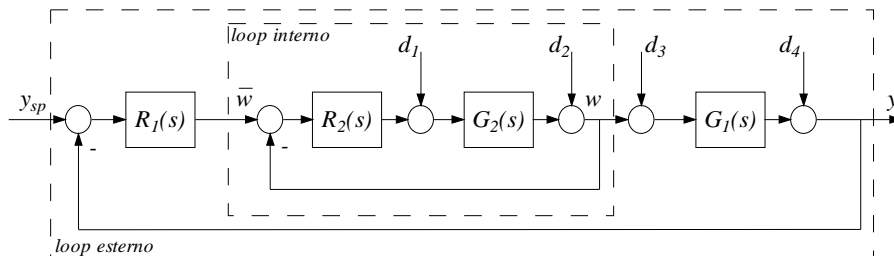 loop interno
d1 d2 d3 d4
ysp w̅ w y
R1(s) R2(s) G2(s) G1(s)
- -
loop esterno